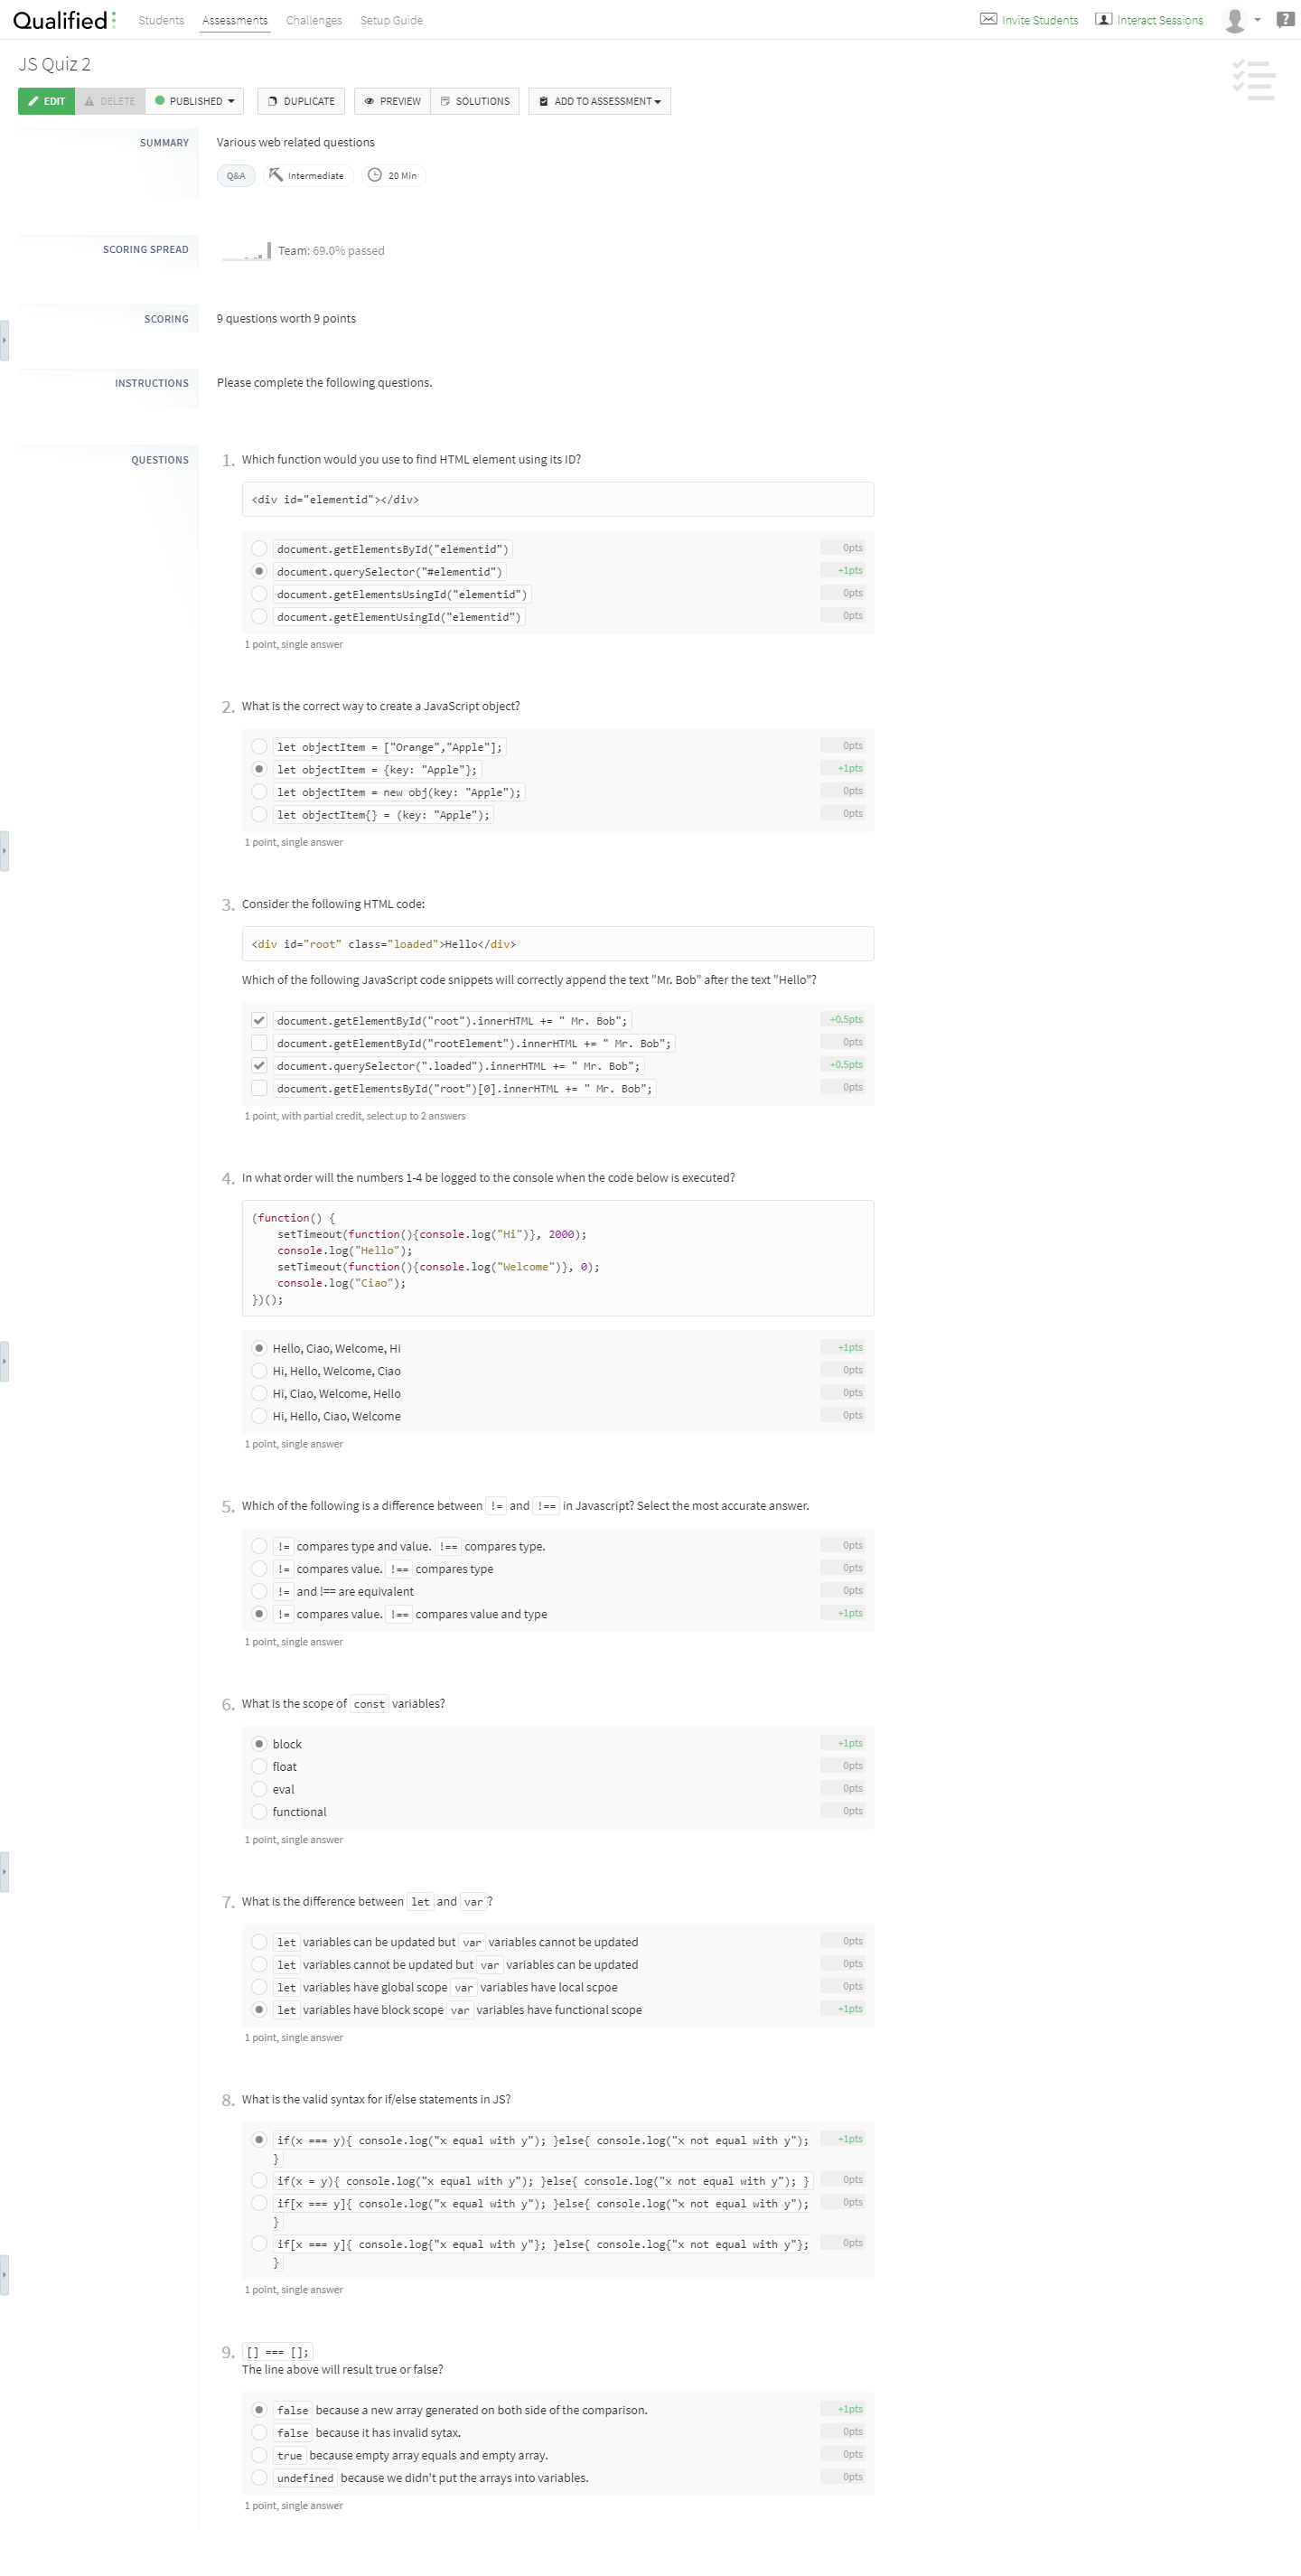 Qualified Students Assessments Challenges Setup Guide Invite Students Interact Sessions
JS Quiz 2
EDIT DELETE PUBLISHED DUPLICATE PREVIEW SOLUTIONS ADD TO ASSESSMENT
SUMMARY Various web related questions
Q&A Intermediate 20 Min
SCORING SPREAD Team: 69.0% passed
SCORING 9 questions worth 9 points
INSTRUCTIONS Please complete the following questions.
QUESTIONS 1. Which function would you use to find HTML element using its ID?
<div id="elementid"></div>
document.getElementsById("elementid") 0pts
document.querySelector("#elementid") +1pts
document.getElementsUsingId("elementid") 0pts
document.getElementUsingId("elementid") 0pts
1 point, single answer
2. What is the correct way to create a JavaScript object?
let objectItem = ["Orange","Apple"]; 0pts
let objectItem = {key: "Apple"}; +1pts
let objectItem = new obj(key: "Apple"); 0pts
let objectItem{} = (key: "Apple"); 0pts
1 point, single answer
3. Consider the following HTML code:
<div id="root" class="loaded">Hello</div>
Which of the following JavaScript code snippets will correctly append the text "Mr. Bob" after the text "Hello"?
document.getElementById("root").innerHTML += " Mr. Bob"; +0.5pts
document.getElementById("rootElement").innerHTML += " Mr. Bob"; 0pts
document.querySelector(".loaded").innerHTML += " Mr. Bob"; +0.5pts
document.getElementsById("root")[0].innerHTML += " Mr. Bob"; 0pts
1 point, with partial credit, select up to 2 answers
4. In what order will the numbers 1-4 be logged to the console when the code below is executed?
(function() {
setTimeout(function(){console.log("Hi")}, 2000);
console.log("Hello");
setTimeout(function(){console.log("Welcome")}, 0);
console.log("Ciao");
})();
Hello, Ciao, Welcome, Hi +1pts
Hi, Hello, Welcome, Ciao 0pts
Hi, Ciao, Welcome, Hello 0pts
Hi, Hello, Ciao, Welcome 0pts
1 point, single answer
5. Which of the following is a difference between != and !== in Javascript? Select the most accurate answer.
!= compares type and value. !== compares type. 0pts
!= compares value. !== compares type 0pts
!= and !== are equivalent 0pts
!= compares value. !== compares value and type +1pts
1 point, single answer
6. What is the scope of const variables?
block +1pts
float 0pts
eval 0pts
functional 0pts
1 point, single answer
7. What is the difference between let and var ?
let variables can be updated but var variables cannot be updated 0pts
let variables cannot be updated but var variables can be updated 0pts
let variables have global scope var variables have local scpoe 0pts
let variables have block scope var variables have functional scope +1pts
1 point, single answer
8. What is the valid syntax for if/else statements in JS?
if(x === y){ console.log("x equal with y"); }else{ console.log("x not equal with y"); +1pts
}
if(x = y){ console.log("x equal with y"); }else{ console.log("x not equal with y"); } 0pts
if[x === y]{ console.log("x equal with y"); }else{ console.log("x not equal with y"); 0pts
}
if[x === y]{ console.log{"x equal with y"}; }else{ console.log{"x not equal with y"}; 0pts
}
1 point, single answer
9. [] === [];
The line above will result true or false?
false because a new array generated on both side of the comparison. +1pts
false because it has invalid sytax. 0pts
true because empty array equals and empty array. 0pts
undefined because we didn't put the arrays into variables. 0pts
1 point, single answer